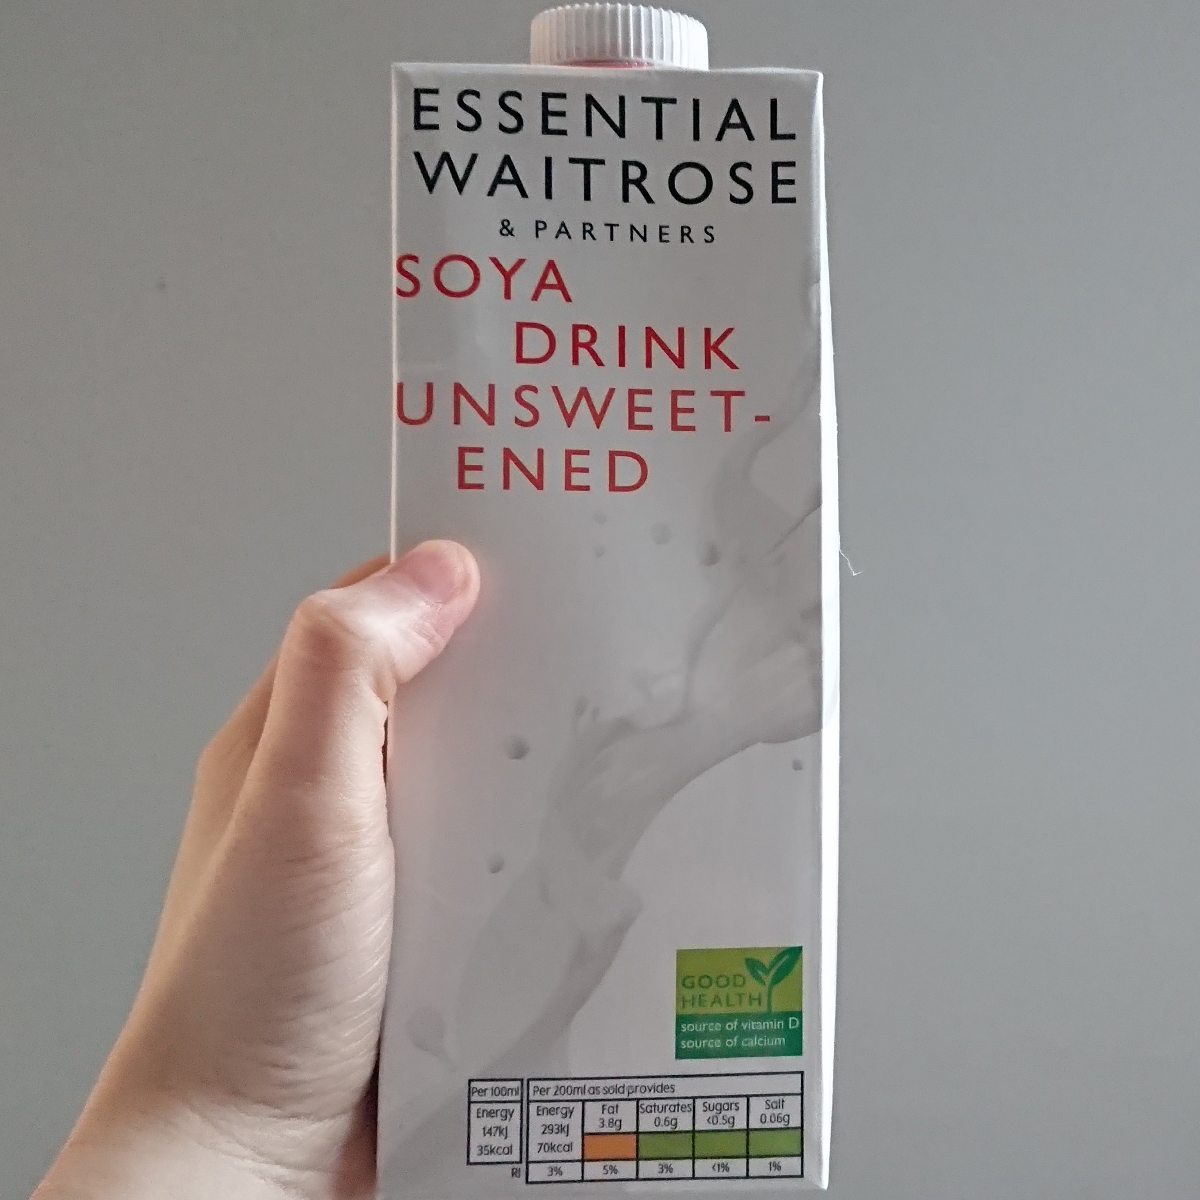 ESSENTIAL
WAITROSE
& PARTNERS
SOYA
DRINK
UNSWEET-
ENED
GOOD
HEALTH
source of vitamin D
source of calcium
Per 100ml
Energy
147kJ
35kcal
Per 200ml as sold provides
Energy 293kJ 70kcal
Fat 3.8g
Saturates 0.6g
Sugars <0.5g
Salt 0.06g
RI 3% 5% 3% <1% 1%